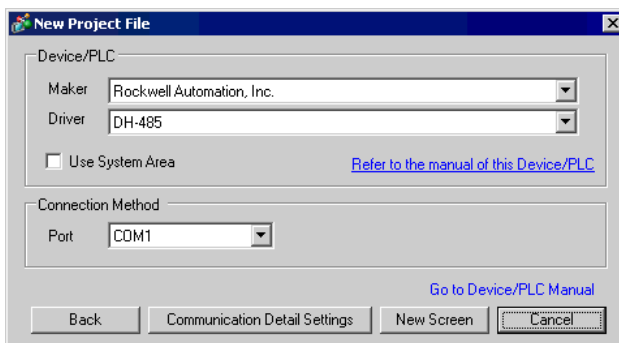 New Project File
Device/PLC
Maker Rockwell Automation, Inc.
Driver DH-485
Use System Area Refer to the manual of this Device/PLC
Connection Method
Port COM1
Go to Device/PLC Manual
Back Communication Detail Settings New Screen Cancel